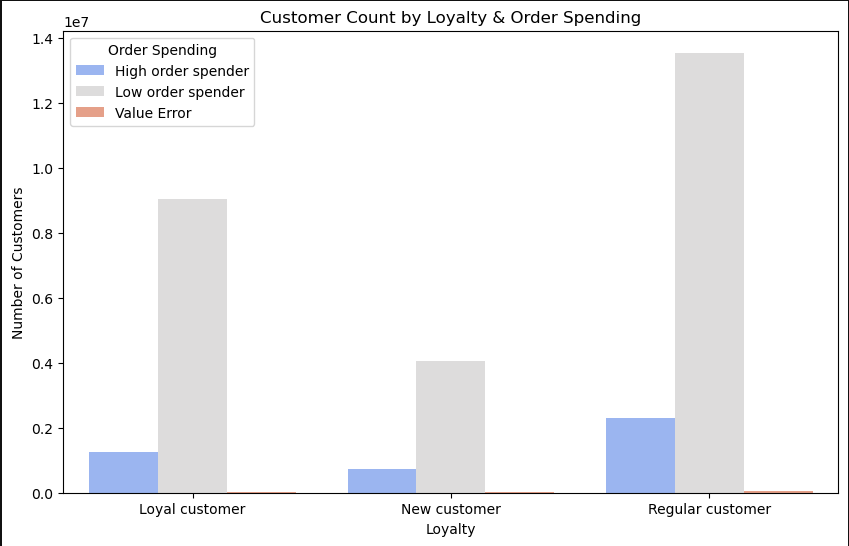 Customer Count by Loyalty & Order Spending
1e7
Order Spending
High order spender
Low order spender
Value Error
1.4
1.2
1.0
0.8
0.6
0.4
0.2
0.0
Number of Customers
Loyal customer
New customer
Regular customer
Loyalty